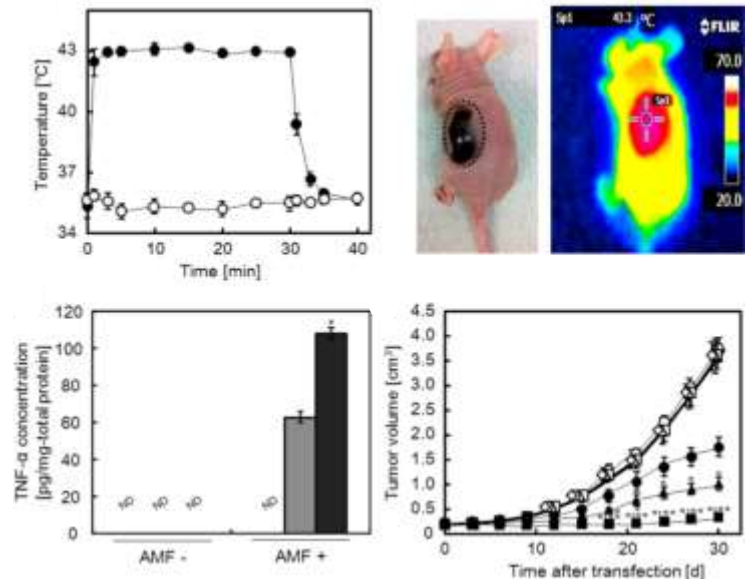 Temperature [°C]
43
40
37
34
0 10 20 30 40
Time [min]
Sp1 43.3 °C
FLIR
70.0
Sp1
20.0
TNF-α concentration
[pg/mg-total protein]
120
100
80
60
40
20
0
ND ND ND ND
*
AMF - AMF +
Tumor volume [cm³]
4.5
4.0
3.5
3.0
2.5
2.0
1.5
1.0
0.5
0
0 10 20 30
Time after transfection [d]